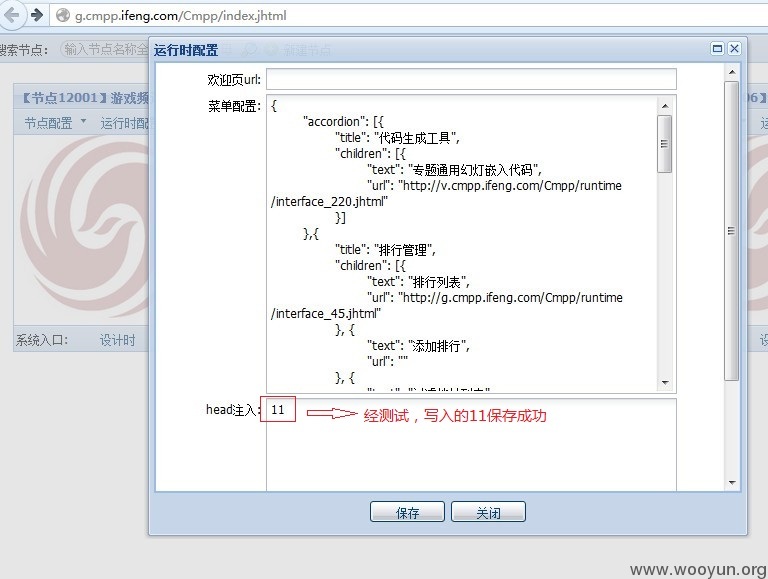 g.cmpp.ifeng.com/Cmpp/index.jhtml
搜索节点: 输入节点名称全
运行时配置
【节点12001】游戏频
节点配置 运行时配
欢迎页url:
菜单配置:
{
"accordion": [{
"title": "代码生成工具",
"children": [{
"text": "专题通用幻灯嵌入代码",
"url": "http://v.cmpp.ifeng.com/Cmpp/runtime
/interface_220.jhtml"
}]
},{
"title": "排行管理",
"children": [{
"text": "排行列表",
"url": "http://g.cmpp.ifeng.com/Cmpp/runtime
/interface_45.jhtml"
}, {
"text": "添加排行",
"url": ""
}, {
系统入口: 设计时
head注入: 11
经测试，写入的11保存成功
保存 关闭
www.wooyun.org